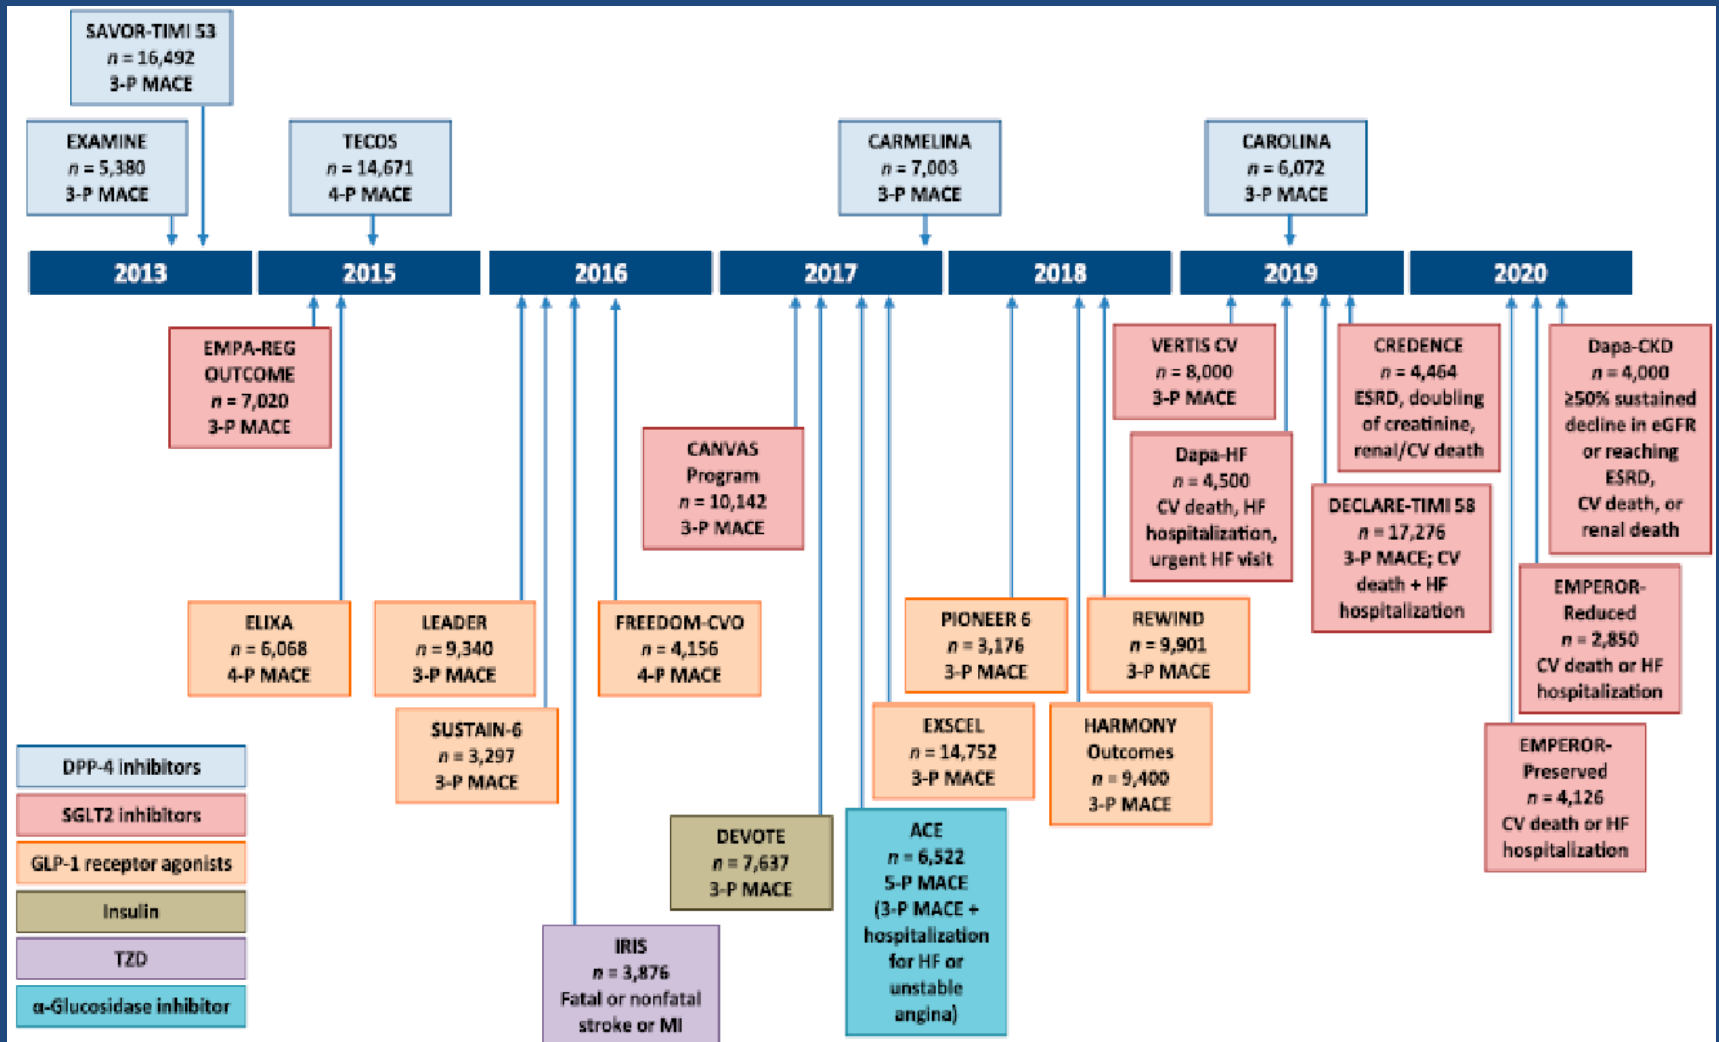 SAVOR-TIMI 53
n = 16,492
3-P MACE
EXAMINE
n = 5,380
3-P MACE
TECOS
n = 14,671
4-P MACE
CARMELINA
n = 7,003
3-P MACE
CAROLINA
n = 6,072
3-P MACE
2013
2015
2016
2017
2018
2019
2020
EMPA-REG
OUTCOME
n = 7,020
3-P MACE
CANVAS
Program
n = 10,142
3-P MACE
VERTIS CV
n = 8,000
3-P MACE
Dapa-HF
n = 4,500
CV death, HF
hospitalization,
urgent HF visit
CREDENCE
n = 4,464
ESRD, doubling
of creatinine,
renal/CV death
DECLARE-TIMI 58
n = 17,276
3-P MACE; CV
death + HF
hospitalization
Dapa-CKD
n = 4,000
≥50% sustained
decline in eGFR
or reaching
ESRD,
CV death, or
renal death
EMPEROR-
Reduced
n = 2,850
CV death or HF
hospitalization
EMPEROR-
Preserved
n = 4,126
CV death or HF
hospitalization
ELIXA
n = 6,068
4-P MACE
LEADER
n = 9,340
3-P MACE
SUSTAIN-6
n = 3,297
3-P MACE
FREEDOM-CVO
n = 4,156
4-P MACE
PIONEER 6
n = 3,176
3-P MACE
REWIND
n = 9,901
3-P MACE
EXSCEL
n = 14,752
3-P MACE
HARMONY
Outcomes
n = 9,400
3-P MACE
DEVOTE
n = 7,637
3-P MACE
ACE
n = 6,522
5-P MACE
(3-P MACE +
hospitalization
for HF or
unstable
angina)
IRIS
n = 3,876
Fatal or nonfatal
stroke or MI
DPP-4 inhibitors
SGLT2 inhibitors
GLP-1 receptor agonists
Insulin
TZD
α-Glucosidase inhibitor